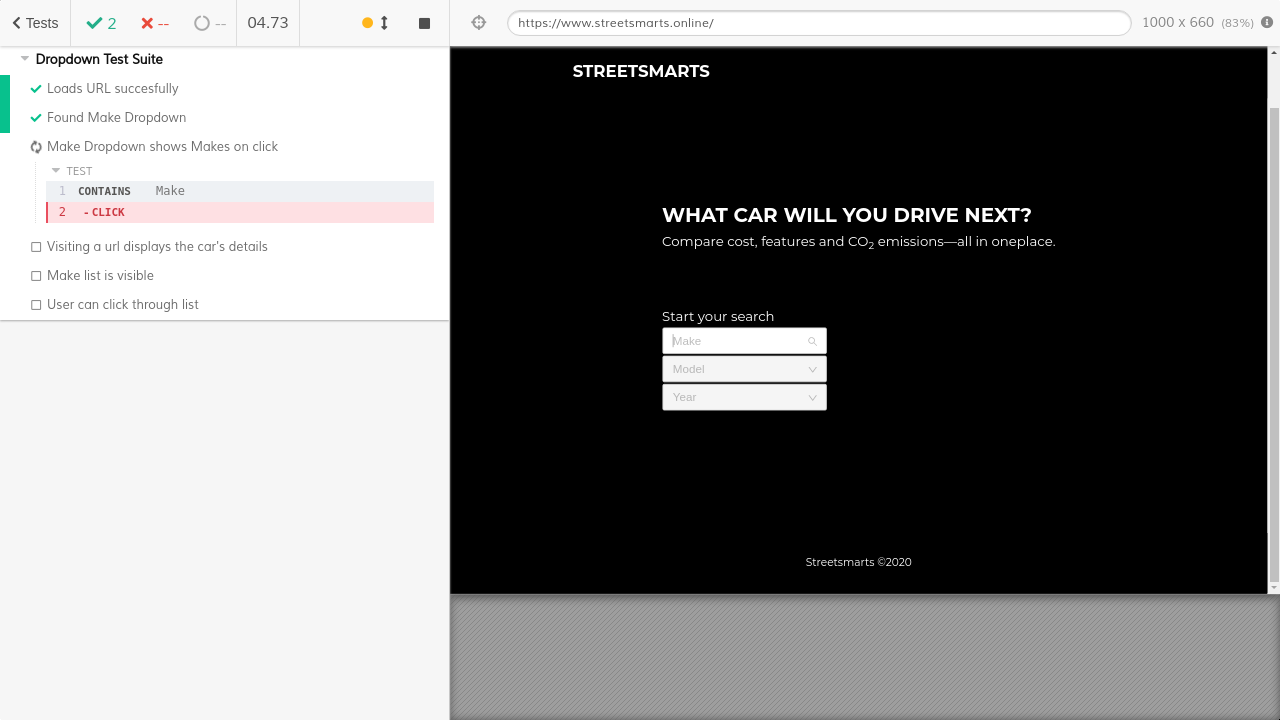 Tests 2 -- -- 04.73
https://www.streetsmarts.online/ 1000 x 660 (83%)
Dropdown Test Suite
Loads URL succesfully
Found Make Dropdown
Make Dropdown shows Makes on click
TEST
1 CONTAINS Make
2 - CLICK
Visiting a url displays the car's details
Make list is visible
User can click through list
STREETSMARTS
WHAT CAR WILL YOU DRIVE NEXT?
Compare cost, features and CO2 emissions—all in oneplace.
Start your search
Make
Model
Year
Streetsmarts ©2020